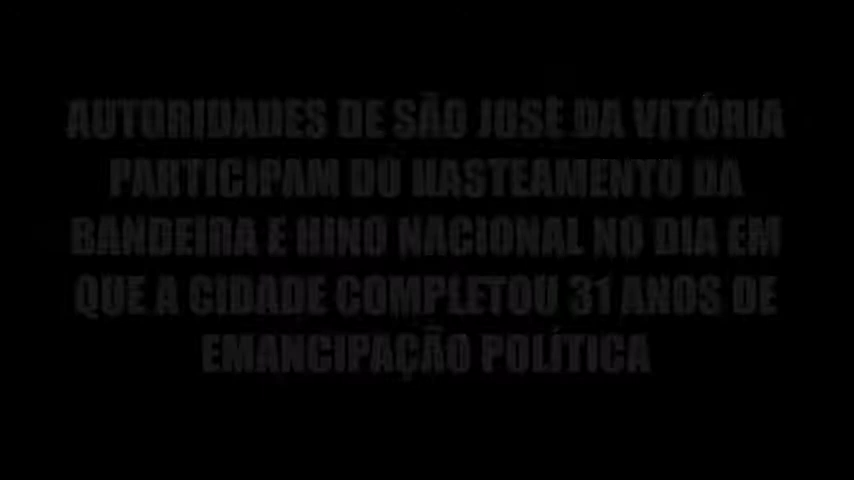 AUTORIDADES DE SÃO JOSÉ DA VITÓRIA
PARTICIPAM DO HASTEAMENTO DA
BANDEIRA E HINO NACIONAL NO DIA EM
QUE A CIDADE COMPLETOU 31 ANOS DE
EMANCIPAÇÃO POLÍTICA